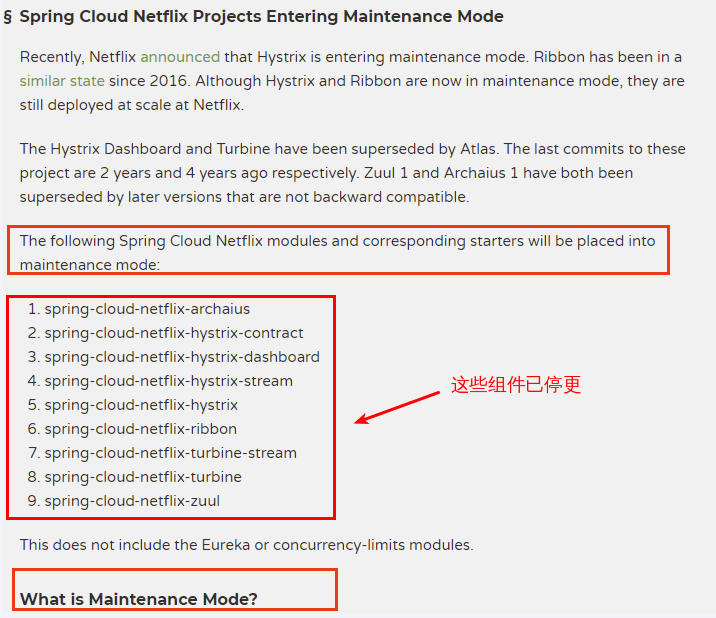 § Spring Cloud Netflix Projects Entering Maintenance Mode
Recently, Netflix announced that Hystrix is entering maintenance mode. Ribbon has been in a
similar state since 2016. Although Hystrix and Ribbon are now in maintenance mode, they are
still deployed at scale at Netflix.
The Hystrix Dashboard and Turbine have been superseded by Atlas. The last commits to these
project are 2 years and 4 years ago respectively. Zuul 1 and Archaius 1 have both been
superseded by later versions that are not backward compatible.
The following Spring Cloud Netflix modules and corresponding starters will be placed into
maintenance mode:
1. spring-cloud-netflix-archaius
2. spring-cloud-netflix-hystrix-contract
3. spring-cloud-netflix-hystrix-dashboard
4. spring-cloud-netflix-hystrix-stream
5. spring-cloud-netflix-hystrix
6. spring-cloud-netflix-ribbon
7. spring-cloud-netflix-turbine-stream
8. spring-cloud-netflix-turbine
9. spring-cloud-netflix-zuul
这些组件已停更
This does not include the Eureka or concurrency-limits modules.
What is Maintenance Mode?